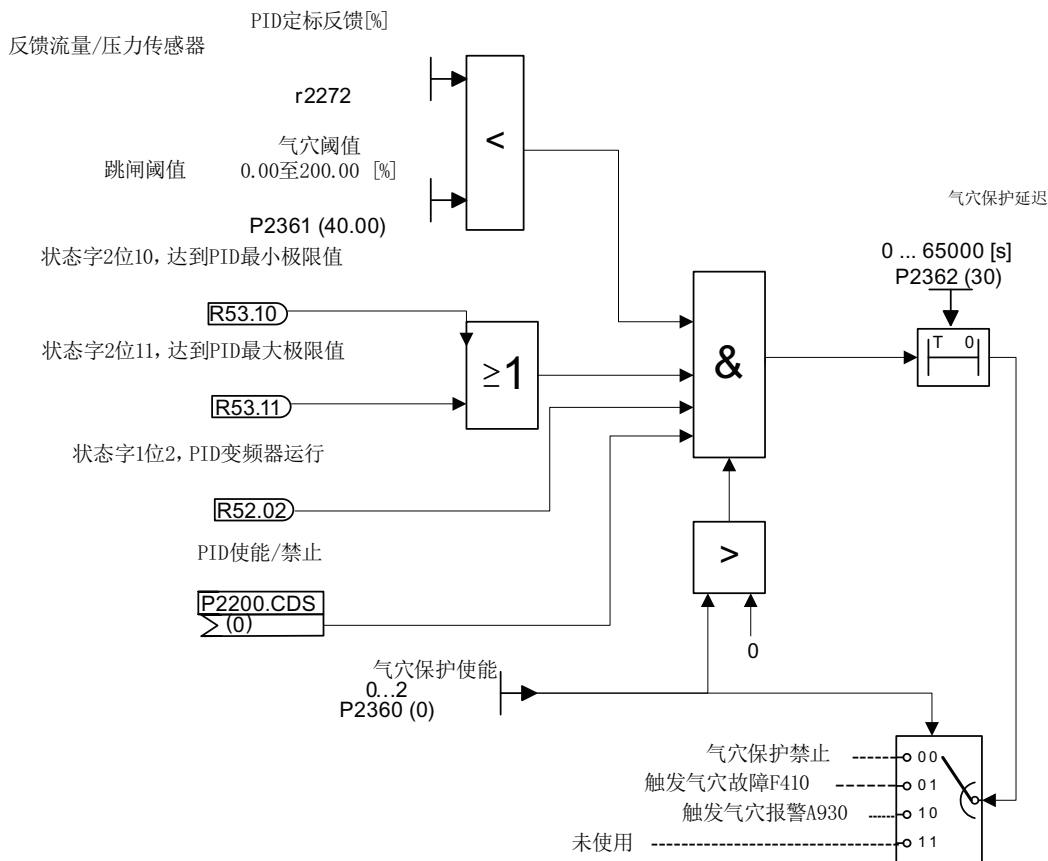 PID定标反馈[%]
反馈流量/压力传感器
r2272
<
气穴阈值
跳闸阈值 0.00至200.00 [%]
P2361 (40.00)
气穴保护延迟
状态字2位10,达到PID最小极限值
0 ... 65000 [s]
P2362 (30)
R53.10
T 0
状态字2位11,达到PID最大极限值
≥1
&
R53.11
状态字1位2,PID变频器运行
R52.02
PID使能/禁止
>
P2200.CDS
(0)
0
气穴保护使能
0...2
P2360 (0)
气穴保护禁止 00
触发气穴故障F410 01
触发气穴报警A930 10
未使用 11